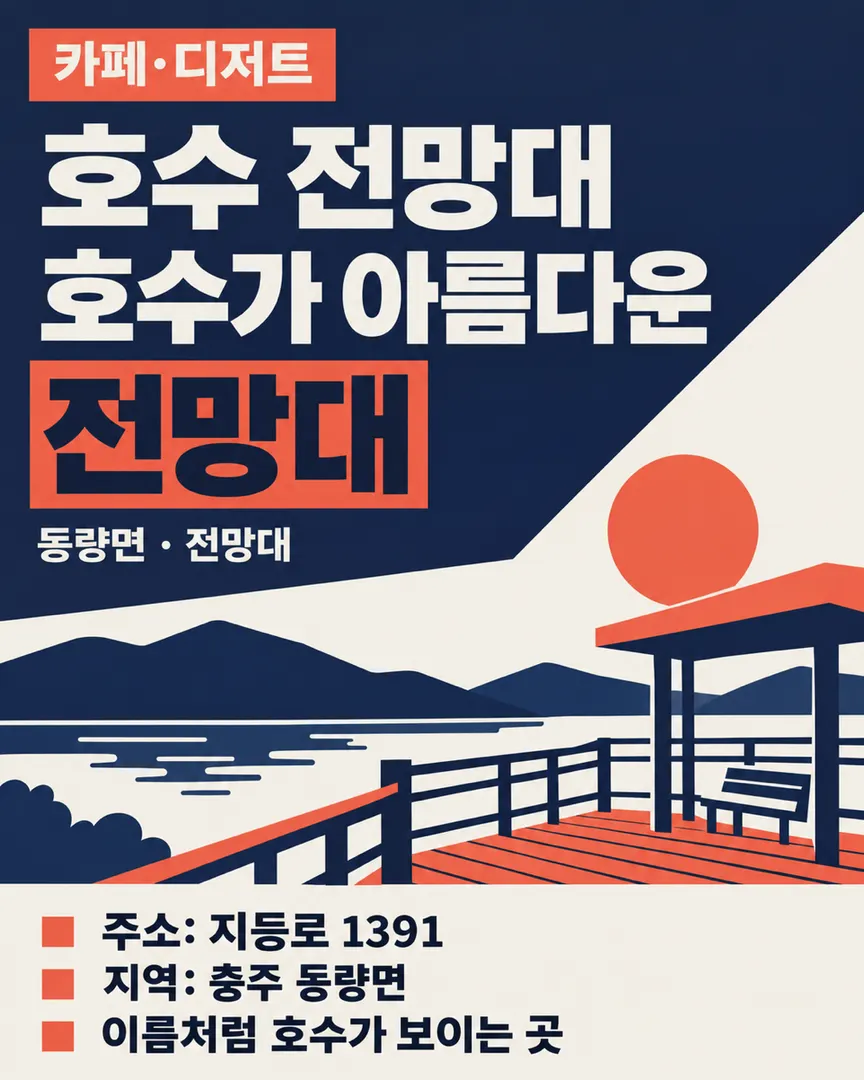 카페·디저트
호수 전망대
호수가 아름다운
전망대
동량면 · 전망대
주소: 지등로 1391
지역: 충주 동량면
이름처럼 호수가 보이는 곳